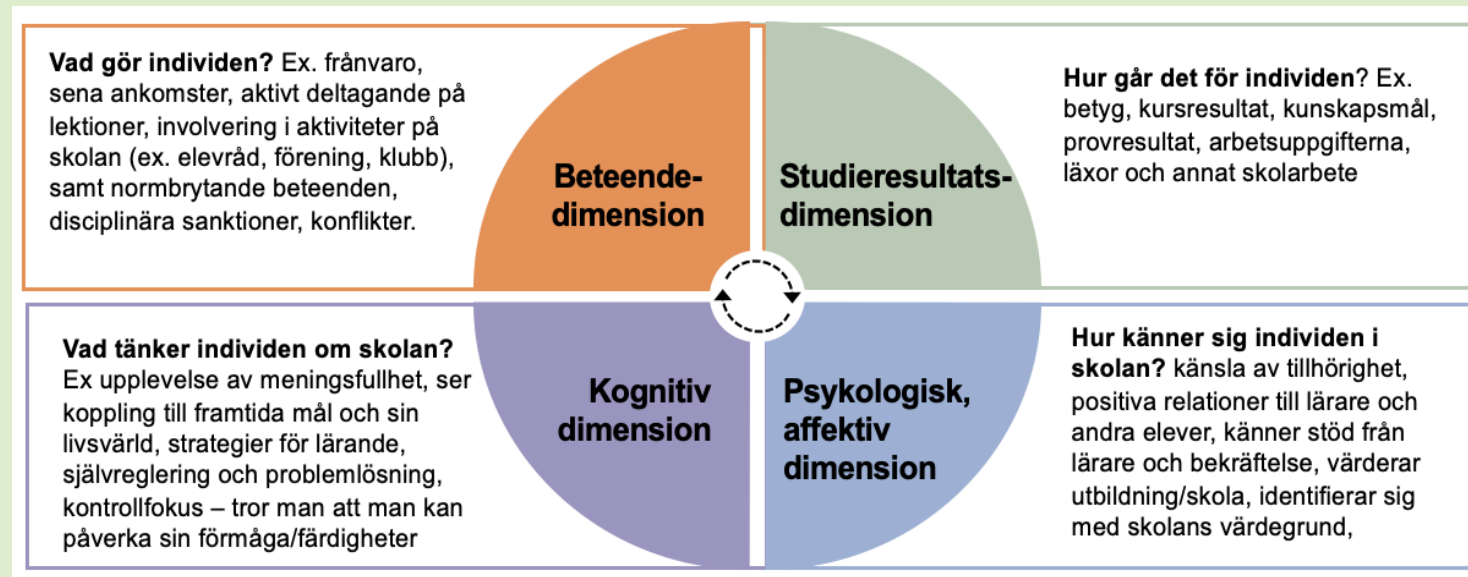 Vad gör individen? Ex. frånvaro,
sena ankomster, aktivt deltagande på
lektioner, involvering i aktiviteter på
skolan (ex. elevråd, förening, klubb),
samt normbrytande beteenden,
disciplinära sanktioner, konflikter.
Beteende-
dimension
Studieresultats-
dimension
Hur går det för individen? Ex.
betyg, kursresultat, kunskapsmål,
provresultat, arbetsuppgifterna,
läxor och annat skolarbete
Vad tänker individen om skolan?
Ex upplevelse av meningsfullhet, ser
koppling till framtida mål och sin
livsvärld, strategier för lärande,
självreglering och problemlösning,
kontrollfokus – tror man att man kan
påverka sin förmåga/färdigheter
Kognitiv
dimension
Psykologisk,
affektiv
dimension
Hur känner sig individen i
skolan? känsla av tillhörighet,
positiva relationer till lärare och
andra elever, känner stöd från
lärare och bekräftelse, värderar
utbildning/skola, identifierar sig
med skolans värdegrund,